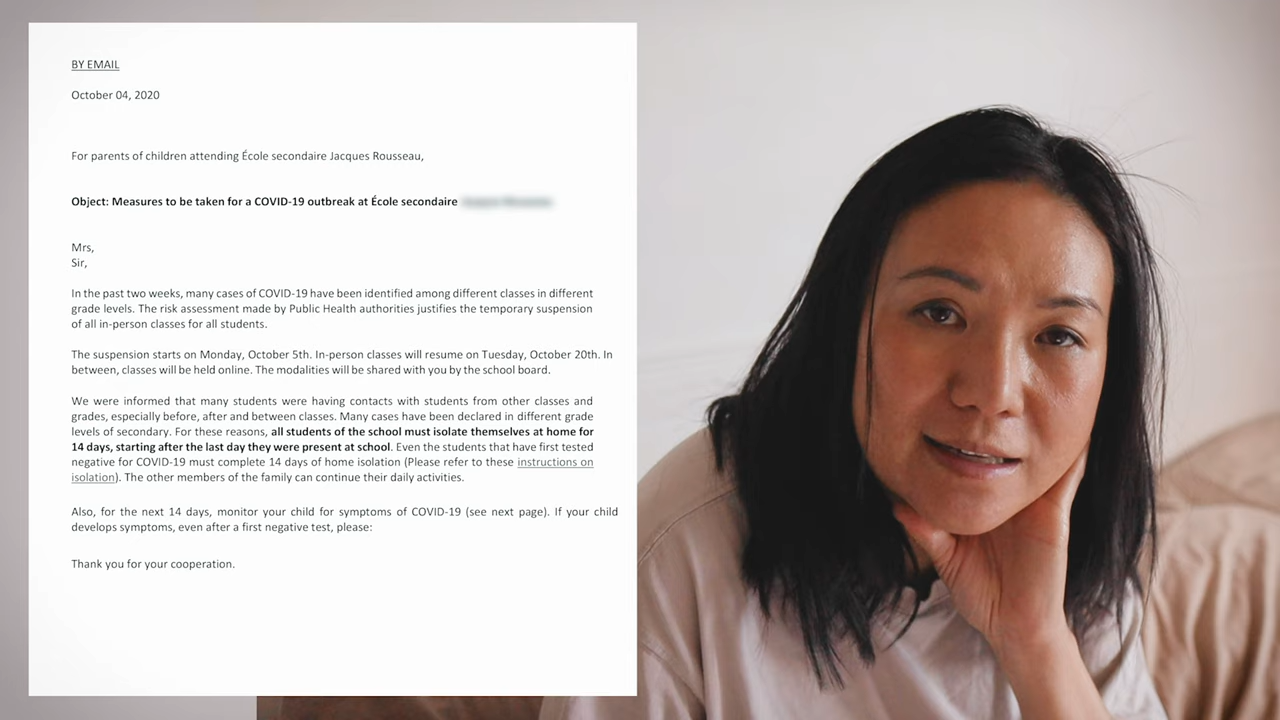 BY EMAIL
October 04, 2020
For parents of children attending École secondaire Jacques Rousseau,
Object: Measures to be taken for a COVID-19 outbreak at École secondaire
Mrs,
Sir,
In the past two weeks, many cases of COVID-19 have been identified among different classes in different
grade levels. The risk assessment made by Public Health authorities justifies the temporary suspension
of all in-person classes for all students.
The suspension starts on Monday, October 5th. In-person classes will resume on Tuesday, October 20th. In
between, classes will be held online. The modalities will be shared with you by the school board.
We were informed that many students were having contacts with students from other classes and
grades, especially before, after and between classes. Many cases have been declared in different grade
levels of secondary. For these reasons, all students of the school must isolate themselves at home for
14 days, starting after the last day they were present at school. Even the students that have first tested
negative for COVID-19 must complete 14 days of home isolation (Please refer to these instructions on
isolation). The other members of the family can continue their daily activities.
Also, for the next 14 days, monitor your child for symptoms of COVID-19 (see next page). If your child
develops symptoms, even after a first negative test, please:
Thank you for your cooperation.